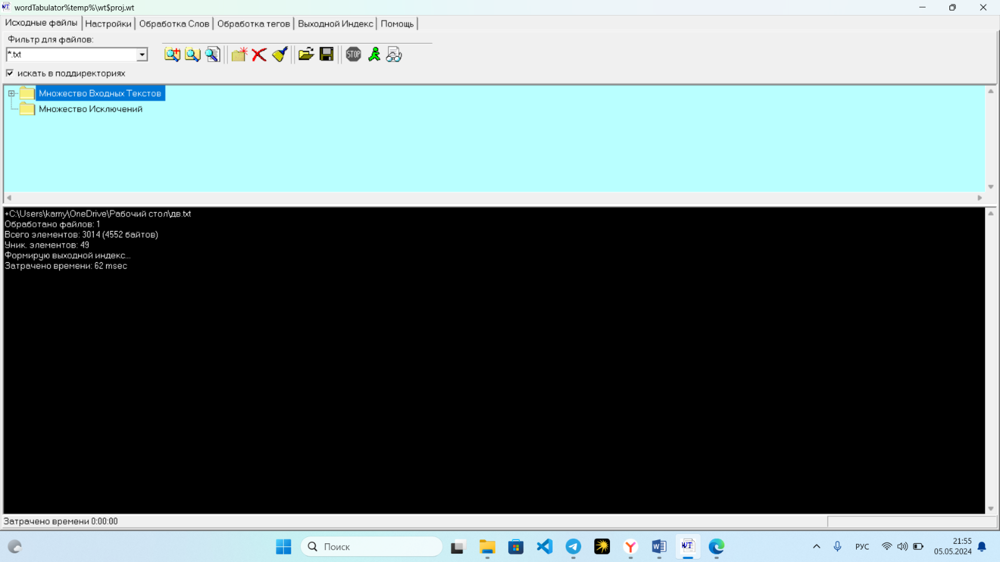 wordTabulator%temp%\wt$proj.wt
Исходные файлы Настройки Обработка Слов Обработка тегов Выходной Индекс Помощь
Фильтр для файлов:
*.txt
STOP
искать в поддиректориях
Множество Входных Текстов
Множество Исключений
+C:\Users\karny\OneDrive\Рабочий стол\дв.txt
Обработано файлов: 1
Всего элементов: 3014 (4552 байтов)
Уник. элементов: 49
Формирую выходной индекс...
Затрачено времени: 62 msec
Затрачено времени 0:00:00
Поиск
РУС
21:55
05.05.2024